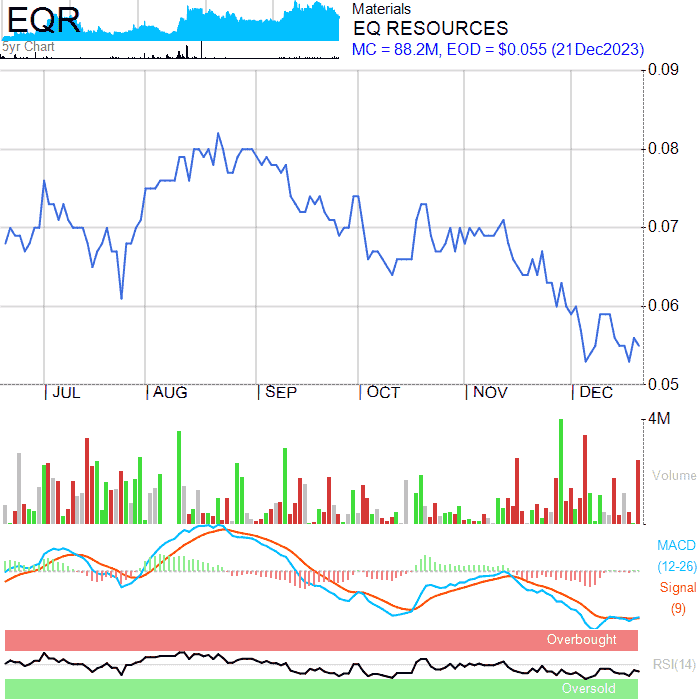 EQR
5yr Chart
Materials
EQ RESOURCES
MC = 88.2M, EOD = $0.055 (21Dec2023)
0.09
0.08
0.07
0.06
0.05
JUL AUG SEP OCT NOV DEC
4M
Volume
MACD
(12-26)
Signal
(9)
Overbought
RSI(14)
Oversold